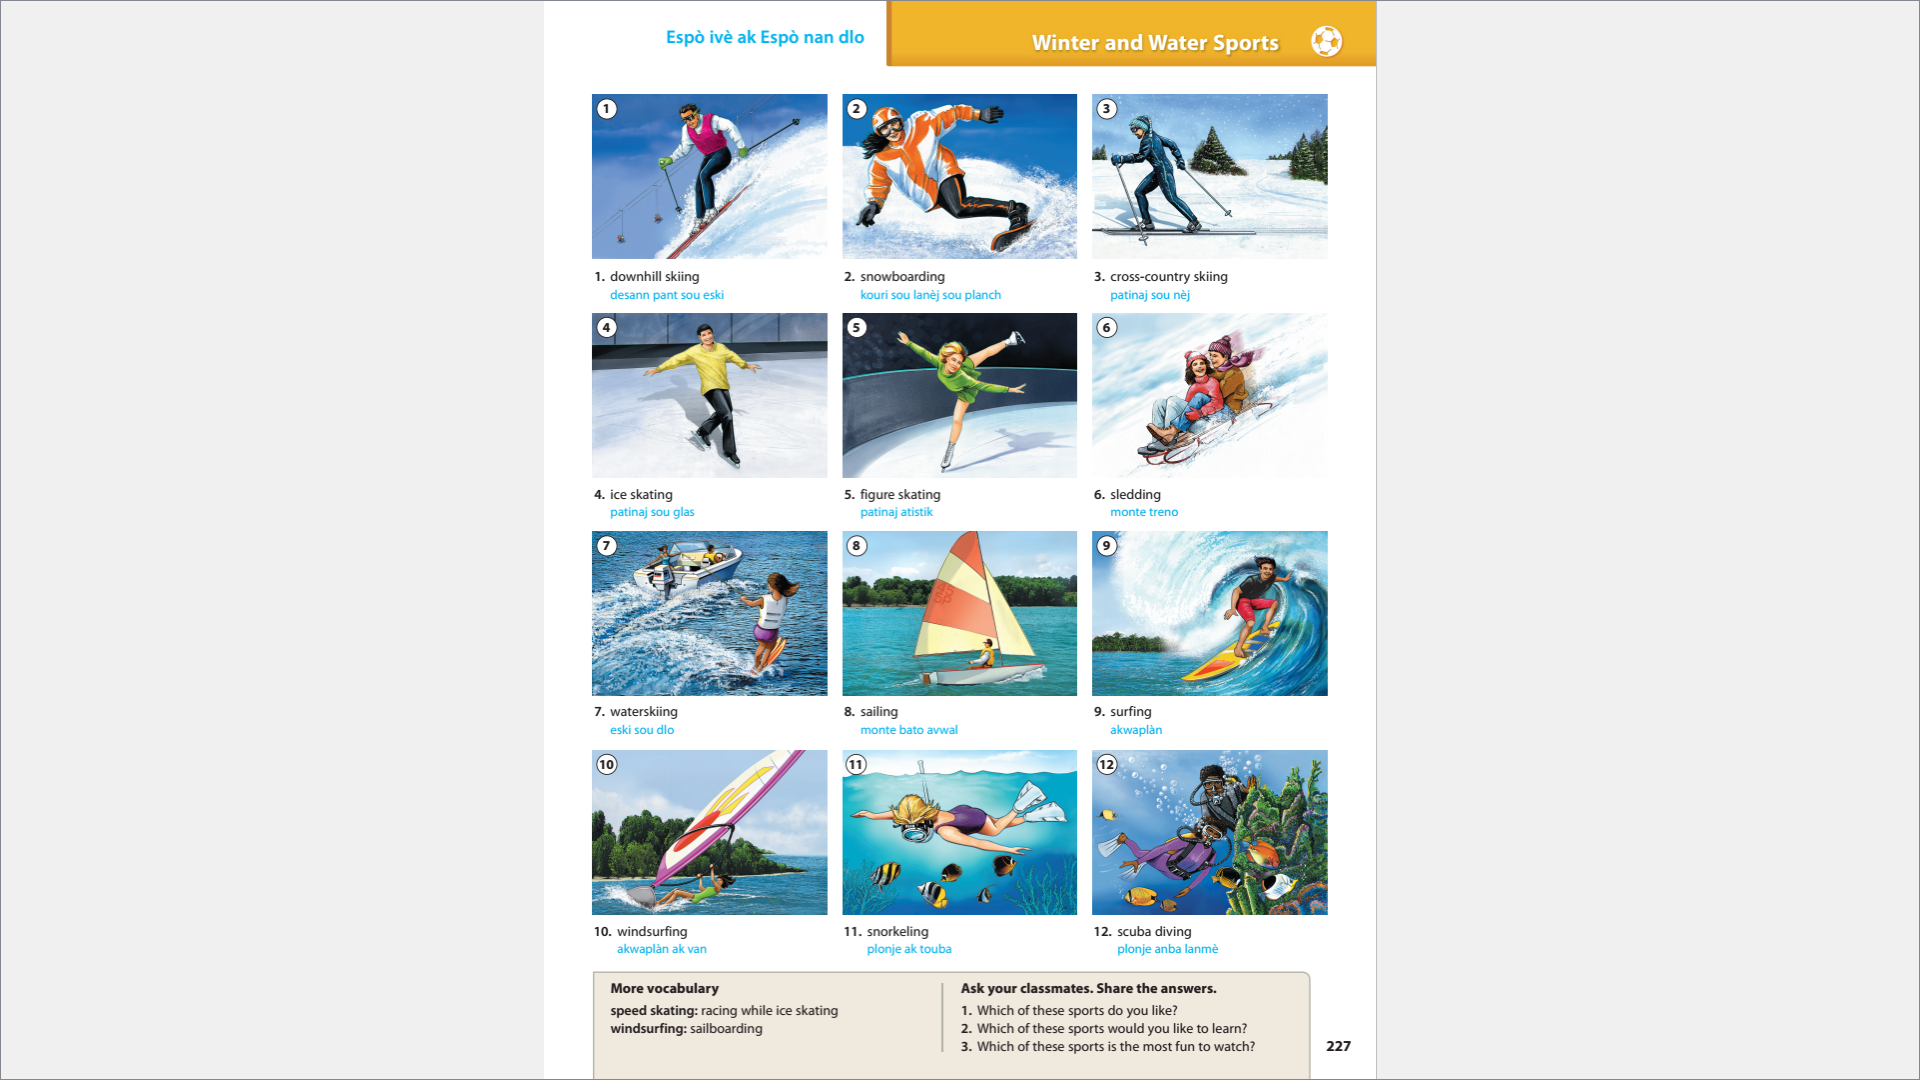 Espò ivè ak Espò nan dlo
Winter and Water Sports
1
2
3
1. downhill skiing
desann pant sou eski
2. snowboarding
kouri sou lanèj sou planch
3. cross-country skiing
patinaj sou nèj
4
5
6
4. ice skating
patinaj sou glas
5. figure skating
patinaj atistik
6. sledding
monte treno
7
8
9
7. waterskiing
eski sou dlo
8. sailing
monte bato avwal
9. surfing
akwaplàn
10
11
12
10. windsurfing
akwaplàn ak van
11. snorkeling
plonje ak touba
12. scuba diving
plonje anba lanmè
More vocabulary
speed skating: racing while ice skating
windsurfing: sailboarding
Ask your classmates. Share the answers.
1. Which of these sports do you like?
2. Which of these sports would you like to learn?
3. Which of these sports is the most fun to watch?
227